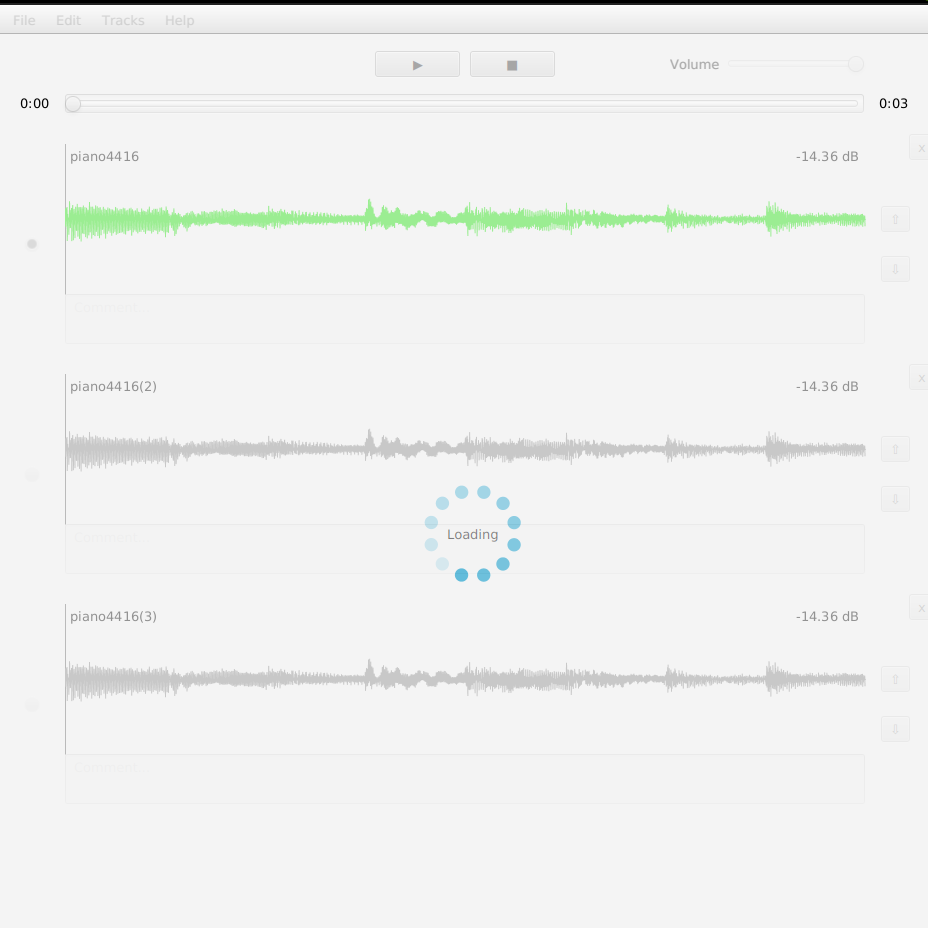 File Edit Tracks Help
▶ ■ Volume
0:00 0:03
piano4416 -14.36 dB x
⇧
⇩
Comment...
piano4416(2) -14.36 dB x
⇧
⇩
Comment...
Loading
piano4416(3) -14.36 dB x
⇧
⇩
Comment...